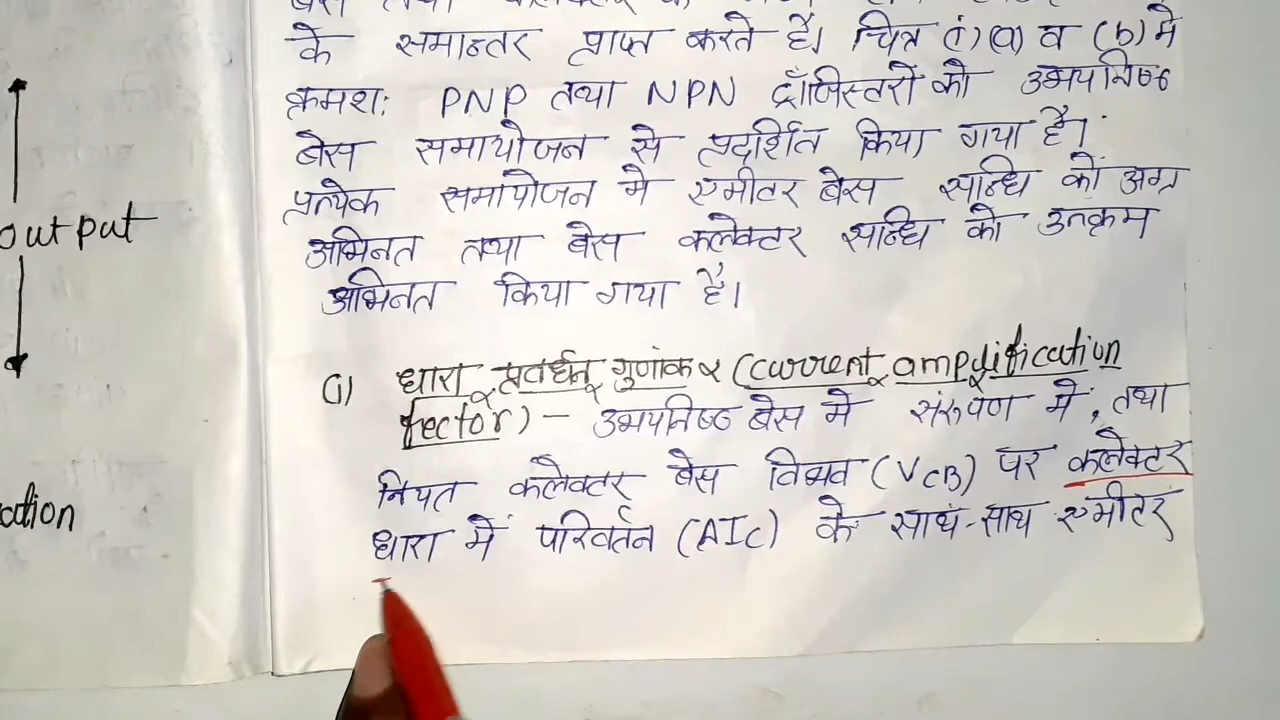 के समान्तर प्राप्त करते हैं। चित्र (i) (a) व (b) में
क्रमश: PNP तथा NPN ट्राँजिस्टरों को उभयनिष्ठ
बेस समायोजन से प्रदर्शित किया गया है।
प्रत्येक समायोजन में एमीटर बेस सन्धि को अग्र
अभिनत तथा बेस कलेक्टर सन्धि को उत्क्रम
अभिनत किया गया है।
output
(i) धारा प्रवर्धन गुणांक α (current amplification
fector) – उभयनिष्ठ बेस में संरूपण में, तथा
नियत कलेक्टर बेस विभव (VCB) पर कलेक्टर
धारा में परिवर्तन (ΔIC) के साथ-साथ एमीटर
ation